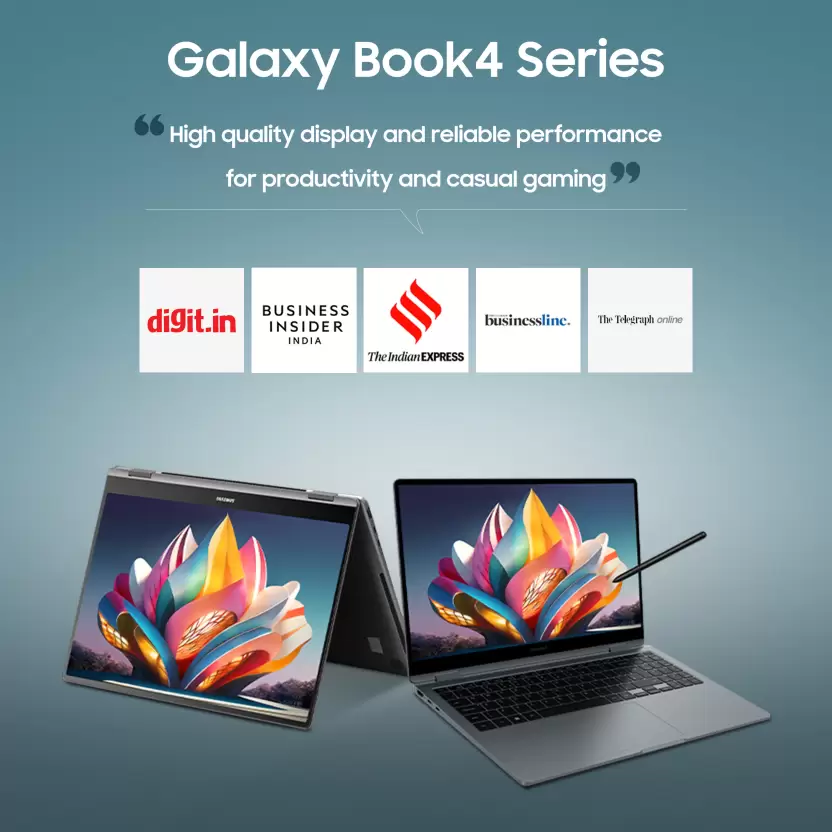 Galaxy Book4 Series
“ High quality display and reliable performance
for productivity and casual gaming ”
digit.in
BUSINESS
INSIDER
INDIA
The Indian EXPRESS
businessline.
The Telegraph online
SAMSUNG